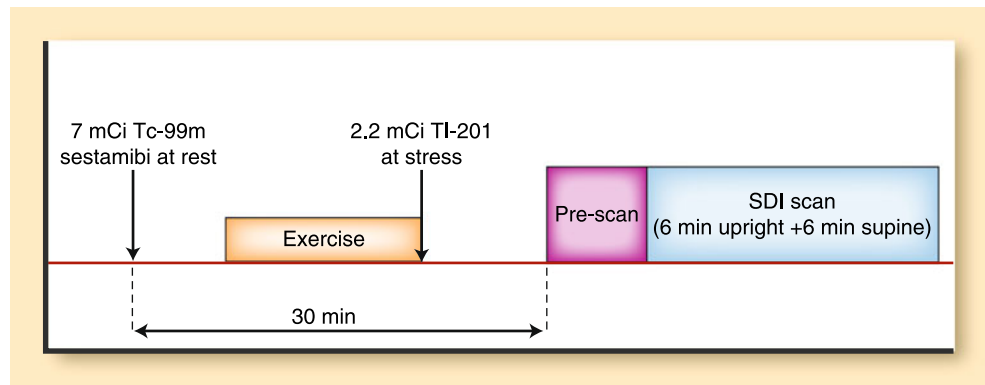 7 mCi Tc-99m
sestamibi at rest
2.2 mCi Tl-201
at stress
Exercise
Pre-scan
SDI scan
(6 min upright +6 min supine)
30 min